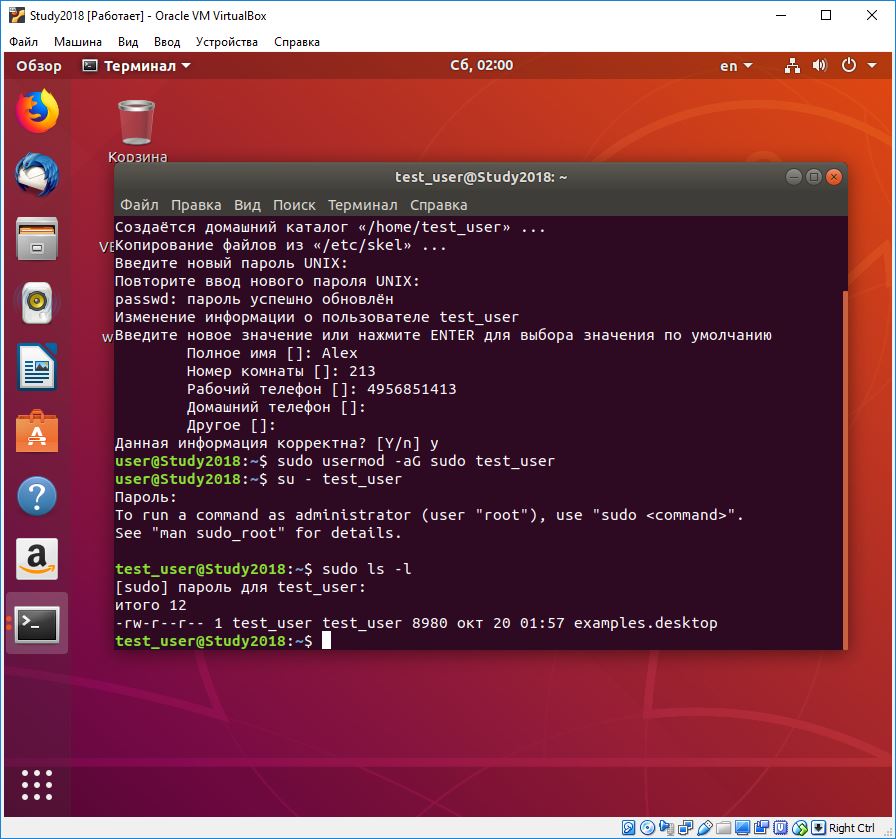 Study2018 [Работает] - Oracle VM VirtualBox
Файл Машина Вид Ввод Устройства Справка
Обзор Терминал Сб, 02:00 en
Корзина
test_user@Study2018: ~
Файл Правка Вид Поиск Терминал Справка
Создаётся домашний каталог «/home/test_user» ...
Копирование файлов из «/etc/skel» ...
Введите новый пароль UNIX:
Повторите ввод нового пароля UNIX:
passwd: пароль успешно обновлён
Изменение информации о пользователе test_user
Введите новое значение или нажмите ENTER для выбора значения по умолчанию
Полное имя []: Alex
Номер комнаты []: 213
Рабочий телефон []: 4956851413
Домашний телефон []:
Другое []:
Данная информация корректна? [Y/n] y
user@Study2018:~$ sudo usermod -aG sudo test_user
user@Study2018:~$ su - test_user
Пароль:
To run a command as administrator (user "root"), use "sudo <command>".
See "man sudo_root" for details.
test_user@Study2018:~$ sudo ls -l
[sudo] пароль для test_user:
итого 12
-rw-r--r-- 1 test_user test_user 8980 окт 20 01:57 examples.desktop
test_user@Study2018:~$
Right Ctrl